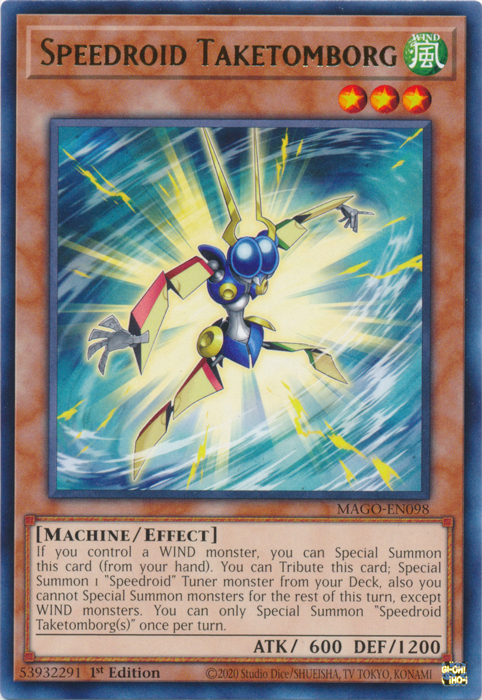 SPEEDROID TAKETOMBORG
WIND
風
MAGO-EN098
[MACHINE/EFFECT]
If you control a WIND monster, you can Special Summon
this card (from your hand). You can Tribute this card; Special
Summon 1 "Speedroid" Tuner monster from your Deck, also you
cannot Special Summon monsters for the rest of this turn, except
WIND monsters. You can only Special Summon "Speedroid
Taketomborg(s)" once per turn.
ATK/ 600 DEF/1200
53932291 1st Edition ©2020 Studio Dice/SHUEISHA, TV TOKYO, KONAMI